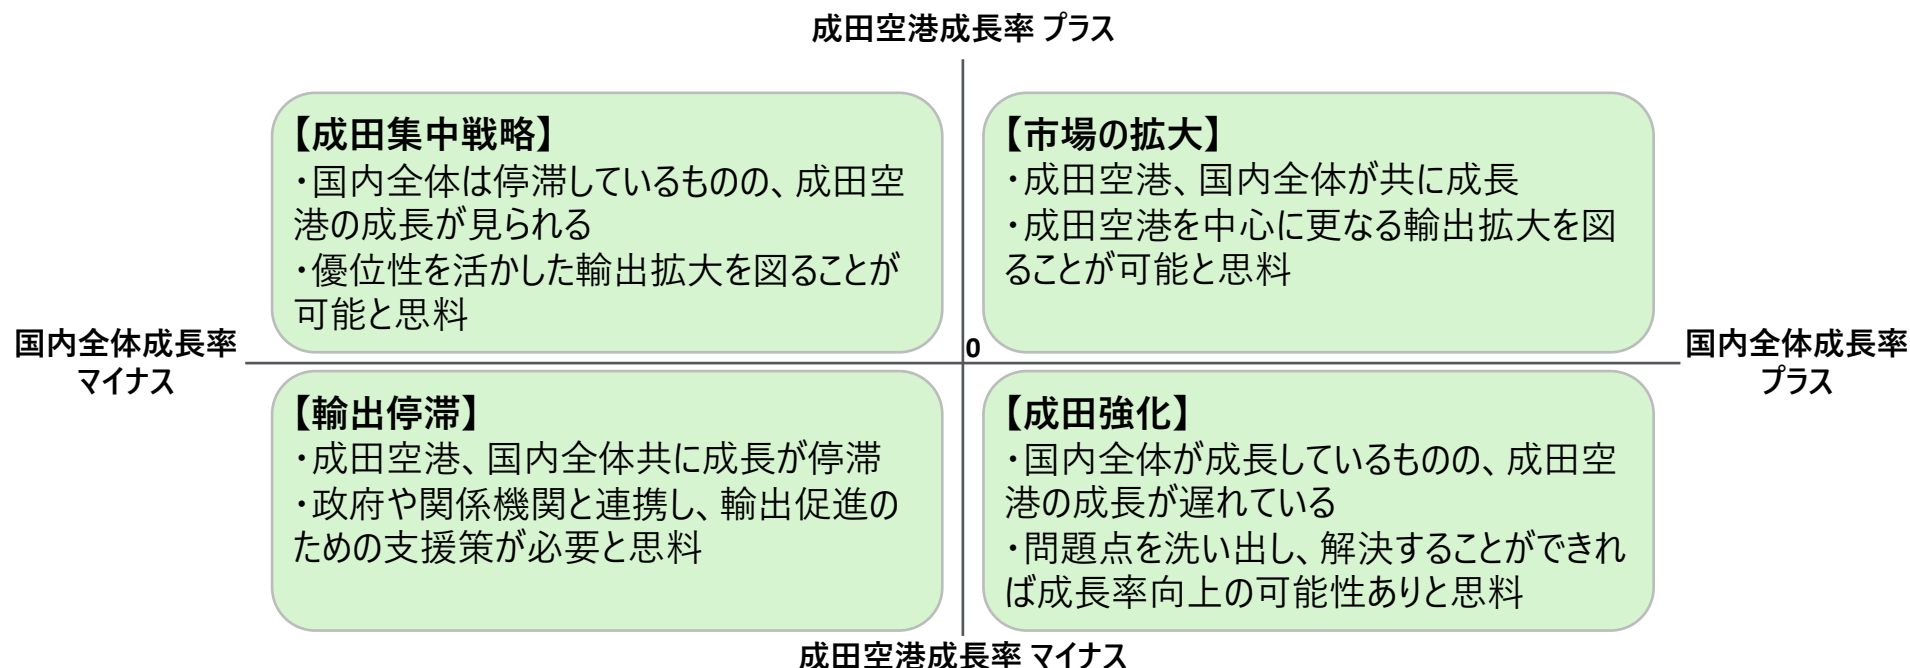 成田空港成長率 プラス
【成田集中戦略】
・国内全体は停滞しているものの、成田空
港の成長が見られる
・優位性を活かした輸出拡大を図ることが
可能と思料
【市場の拡大】
・成田空港、国内全体が共に成長
・成田空港を中心に更なる輸出拡大を図
ることが可能と思料
国内全体成長率
マイナス
0
国内全体成長率
プラス
【輸出停滞】
・成田空港、国内全体共に成長が停滞
・政府や関係機関と連携し、輸出促進の
ための支援策が必要と思料
【成田強化】
・国内全体が成長しているものの、成田空
港の成長が遅れている
・問題点を洗い出し、解決することができれ
ば成長率向上の可能性ありと思料
成田空港成長率 マイナス